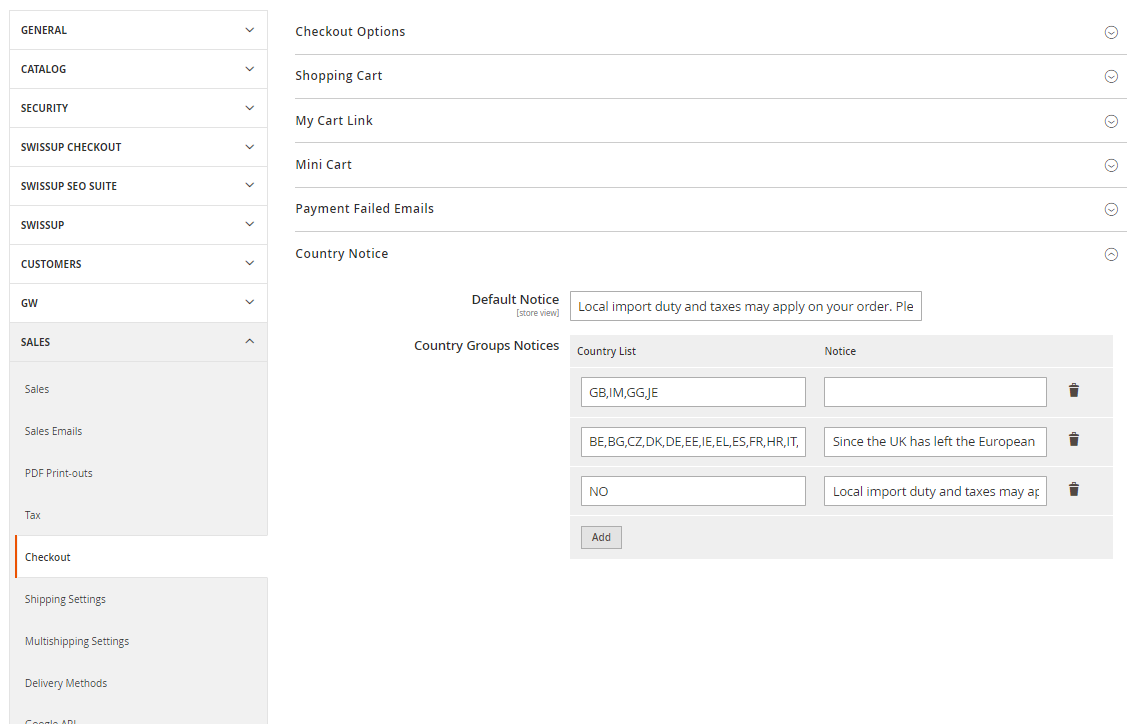 GENERAL
CATALOG
SECURITY
SWISSUP CHECKOUT
SWISSUP SEO SUITE
SWISSUP
CUSTOMERS
GW
SALES
Sales
Sales Emails
PDF Print-outs
Tax
Checkout
Shipping Settings
Multishipping Settings
Delivery Methods
Google API
Checkout Options
Shopping Cart
My Cart Link
Mini Cart
Payment Failed Emails
Country Notice
Default Notice
[store view]
Local import duty and taxes may apply on your order. Ple
Country Groups Notices
Country List Notice
GB,IM,GG,JE
BE,BG,CZ,DK,DE,EE,IE,EL,ES,FR,HR,IT, Since the UK has left the European
NO Local import duty and taxes may ap
Add